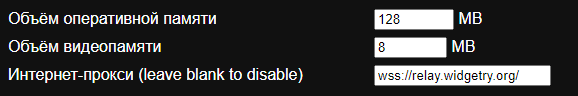 Объём оперативной памяти 128 MB
Объём видеопамяти 8 MB
Интернет-прокси (leave blank to disable) wss://relay.widgetry.org/